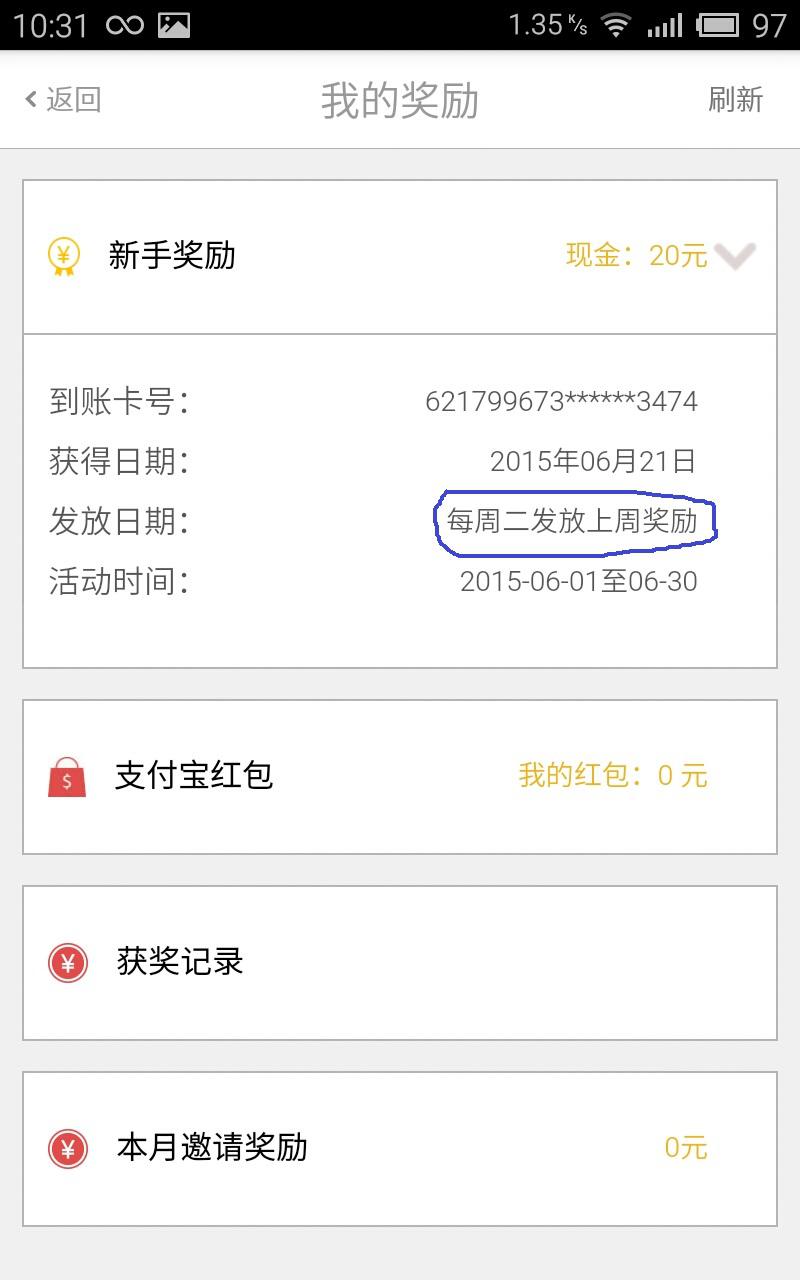 10:31 1.35 K/s 97
返回 我的奖励 刷新
新手奖励 现金：20元
到账卡号： 621799673******3474
获得日期： 2015年06月21日
发放日期： 每周二发放上周奖励
活动时间： 2015-06-01至06-30
支付宝红包 我的红包：0 元
获奖记录
本月邀请奖励 0元